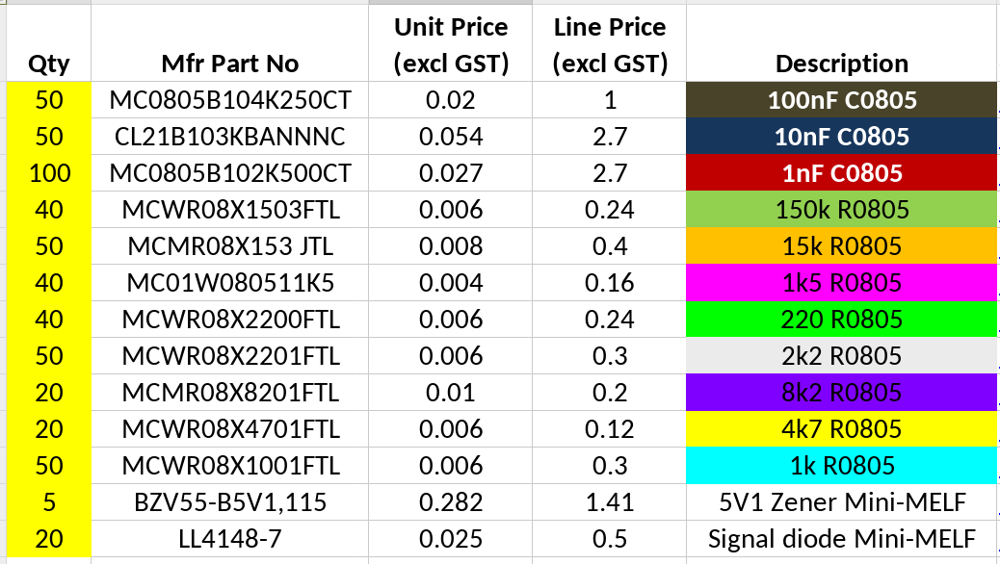 Qty Mfr Part No Unit Price (excl GST) Line Price (excl GST) Description
50 MC0805B104K250CT 0.02 1 100nF C0805
50 CL21B103KBANNNC 0.054 2.7 10nF C0805
100 MC0805B102K500CT 0.027 2.7 1nF C0805
40 MCWR08X1503FTL 0.006 0.24 150k R0805
50 MCMR08X153 JTL 0.008 0.4 15k R0805
40 MC01W080511K5 0.004 0.16 1k5 R0805
40 MCWR08X2200FTL 0.006 0.24 220 R0805
50 MCWR08X2201FTL 0.006 0.3 2k2 R0805
20 MCMR08X8201FTL 0.01 0.2 8k2 R0805
20 MCWR08X4701FTL 0.006 0.12 4k7 R0805
50 MCWR08X1001FTL 0.006 0.3 1k R0805
5 BZV55-B5V1,115 0.282 1.41 5V1 Zener Mini-MELF
20 LL4148-7 0.025 0.5 Signal diode Mini-MELF